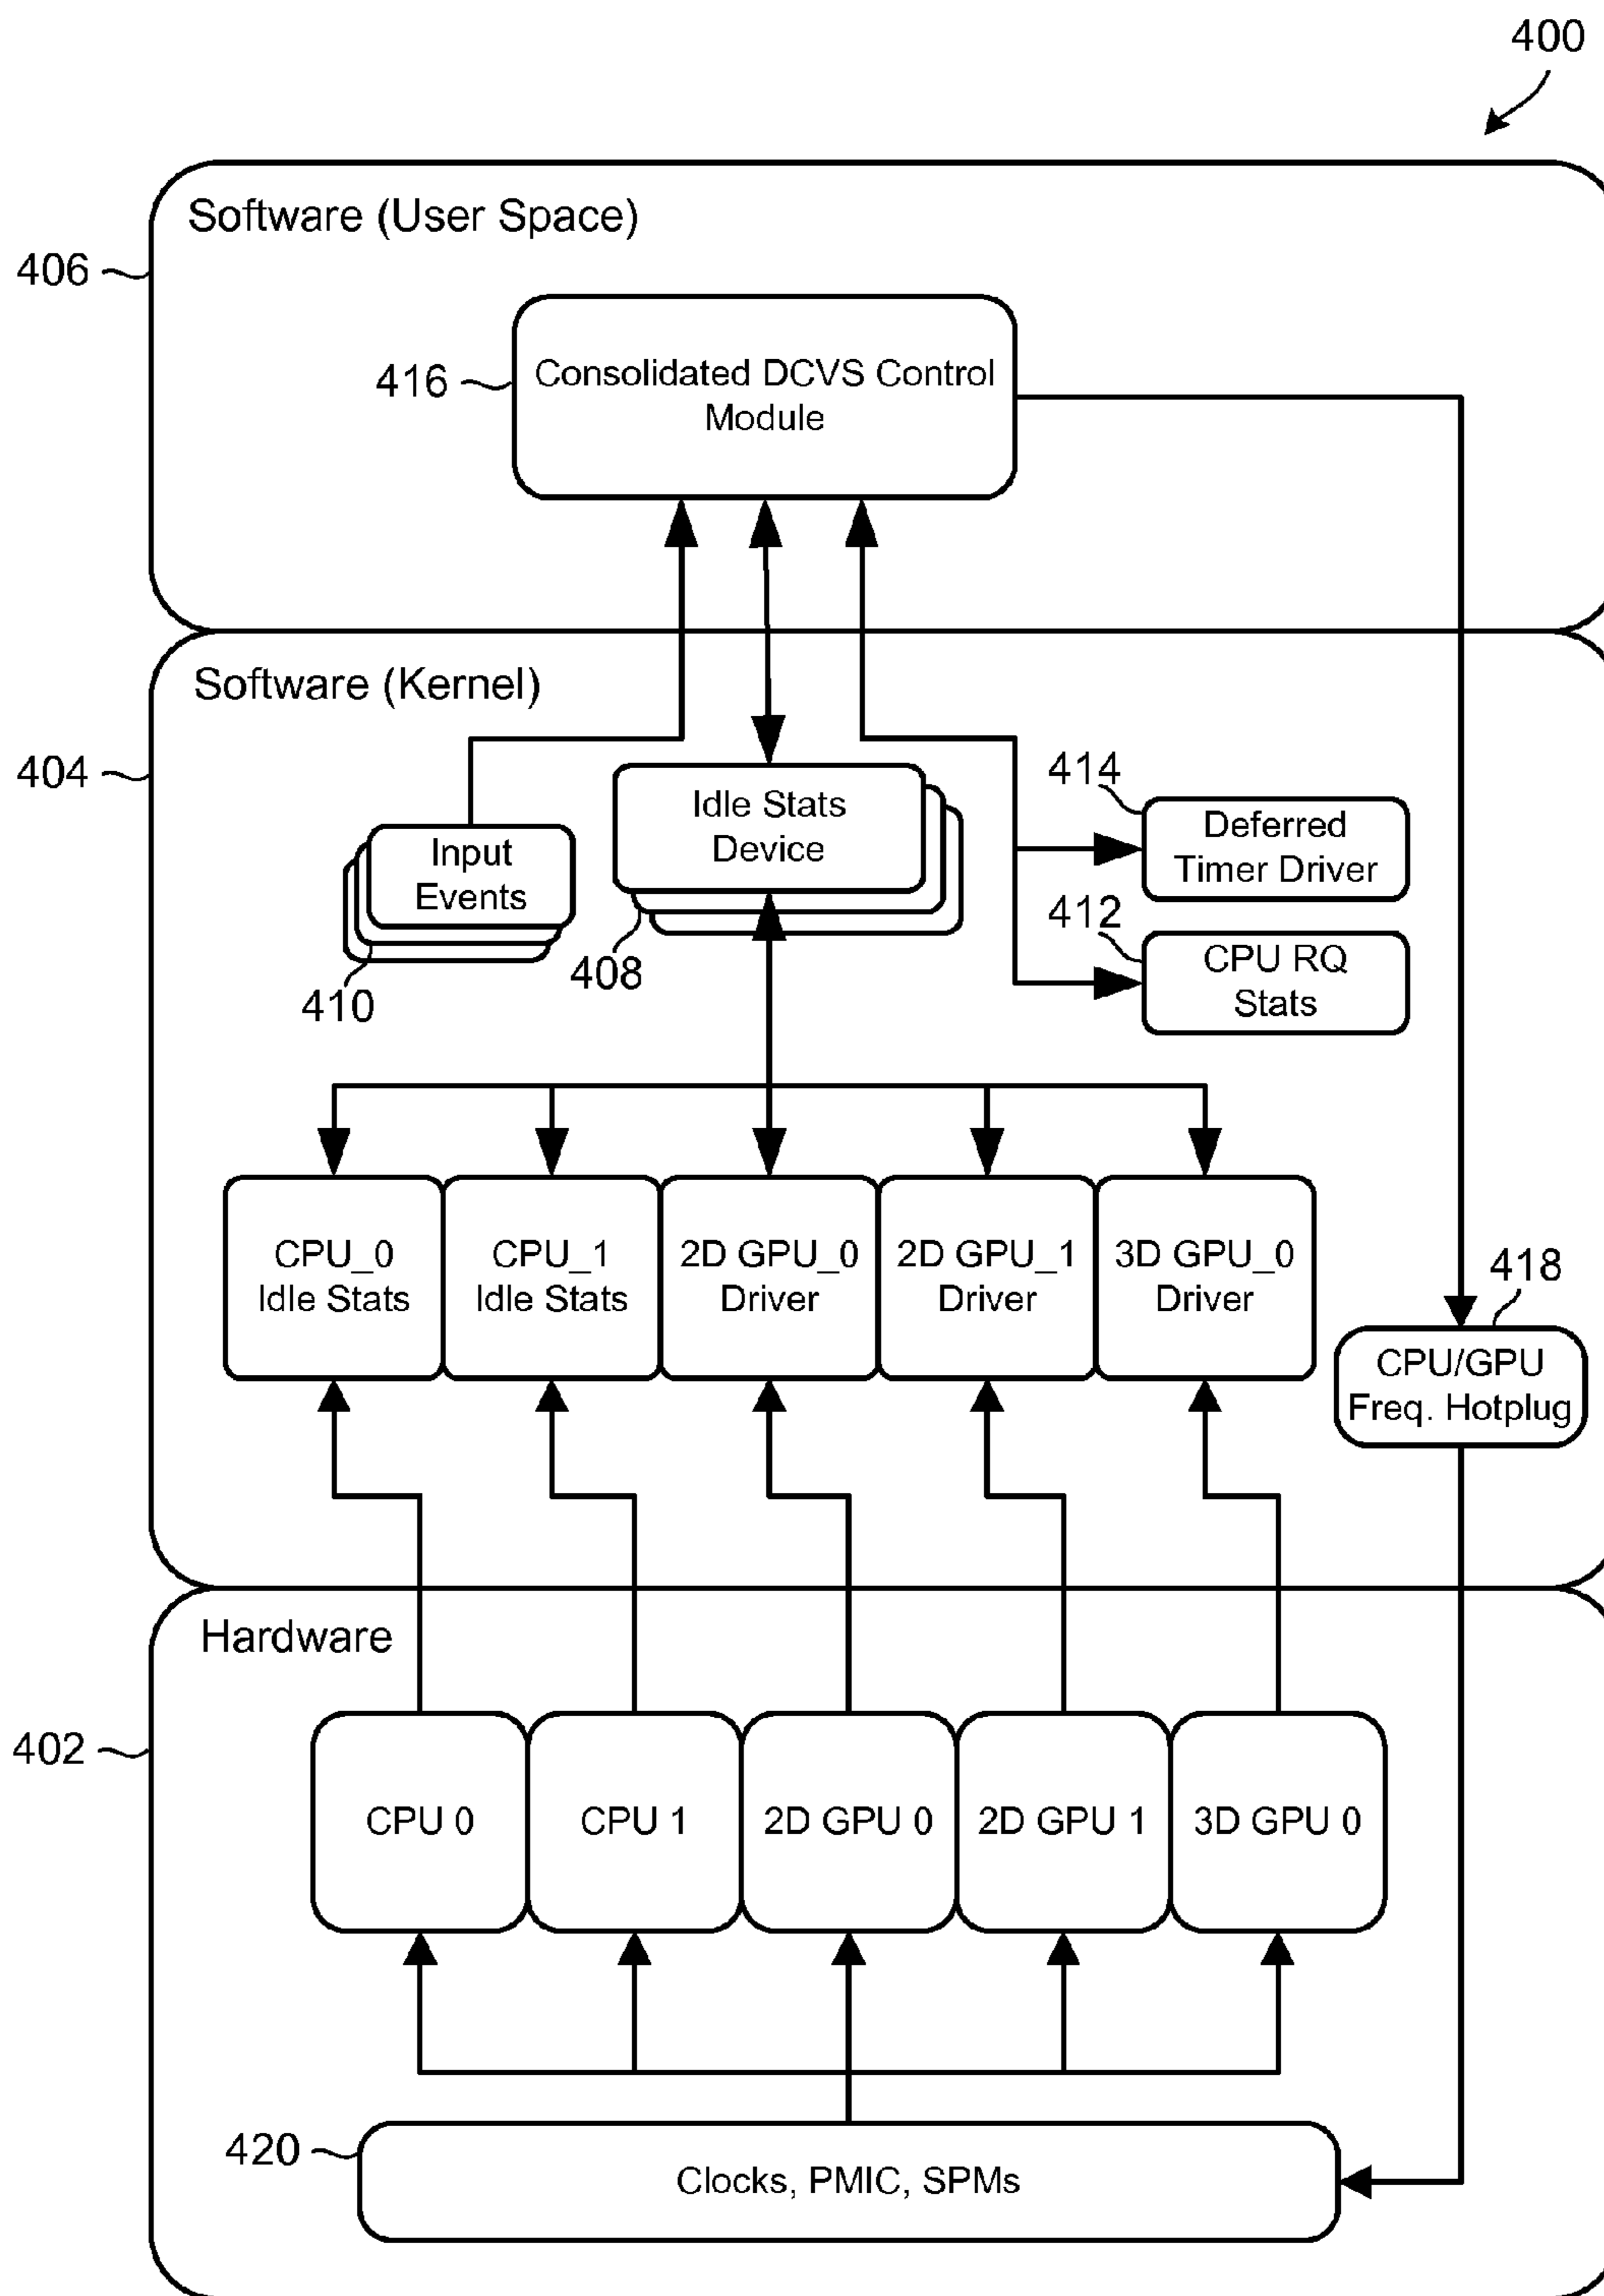 400
Software (User Space)
406
416
Consolidated DCVS Control
Module
Software (Kernel)
404
414
Idle Stats
Device
Deferred
Timer Driver
Input
Events
408
410
412
CPU RQ
Stats
CPU_0
Idle Stats
CPU_1
Idle Stats
2D GPU_0
Driver
2D GPU_1
Driver
3D GPU_0
Driver
418
CPU/GPU
Freq. Hotplug
Hardware
402
CPU 0
CPU 1
2D GPU 0
2D GPU 1
3D GPU 0
420
Clocks, PMIC, SPMs